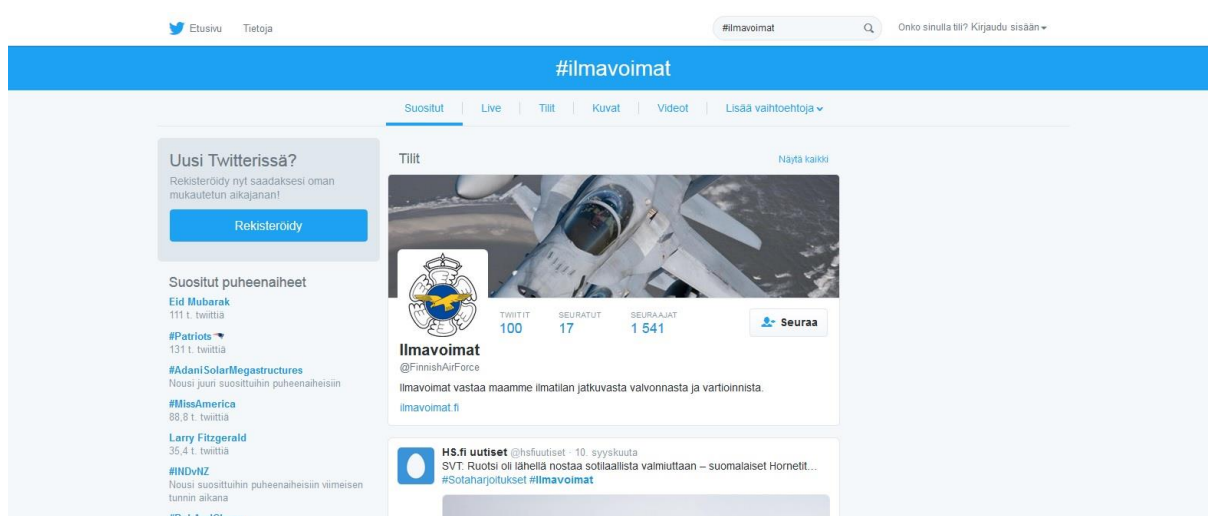 Etusivu Tietoja #ilmavoimat Onko sinulla tili? Kirjaudu sisään
#ilmavoimat
Suositut Live Tilit Kuvat Videot Lisää vaihtoehtoja
Uusi Twitterissä?
Rekisteröidy nyt saadaksesi oman
mukautetun aikajanan!
Rekisteröidy
Suositut puheenaiheet
Eid Mubarak
111 t. twiittiä
#Patriots
131 t. twiittiä
#AdaniSolarMegastructures
Nousi juuri suosittuihin puheenaiheisiin
#MissAmerica
88,8 t. twiittiä
Larry Fitzgerald
35,4 t. twiittiä
#INDvNZ
Nousi suosittuihin puheenaiheisiin viimeisen
tunnin aikana
Tilit Näytä kaikki
TWIITIT SEURATUT SEURAAJAT
100 17 1 541
Seuraa
Ilmavoimat
@FinnishAirForce
Ilmavoimat vastaa maamme ilmatilan jatkuvasta valvonnasta ja vartioinnista.
ilmavoimat.fi
HS.fi uutiset @hsfiuutiset · 10. syyskuuta
SVT: Ruotsi oli lähellä nostaa sotilaallista valmiuttaan – suomalaiset Hornetit...
#Sotaharjoitukset #Ilmavoimat